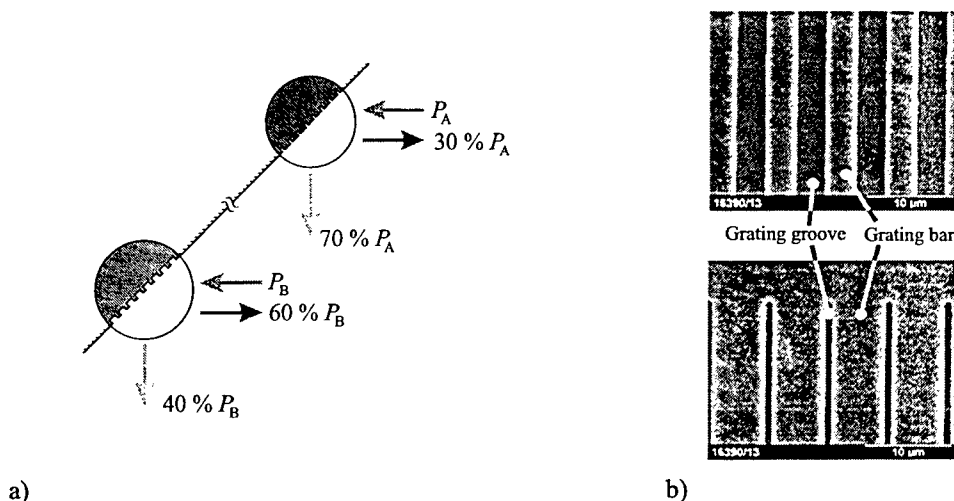 P_A
30 % P_A
70 % P_A
P_B
60 % P_B
40 % P_B
a)
16390/13 10 µm
Grating groove Grating bar
16390/13 10 µm
b)